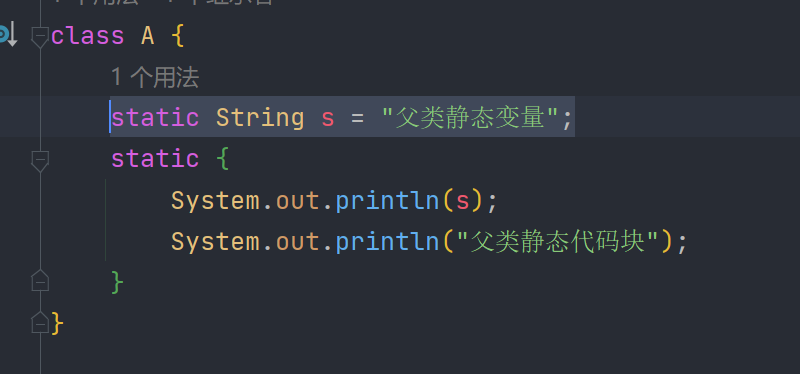 class A {
1 个用法
static String s = "父类静态变量";
static {
System.out.println(s);
System.out.println("父类静态代码块");
}
}